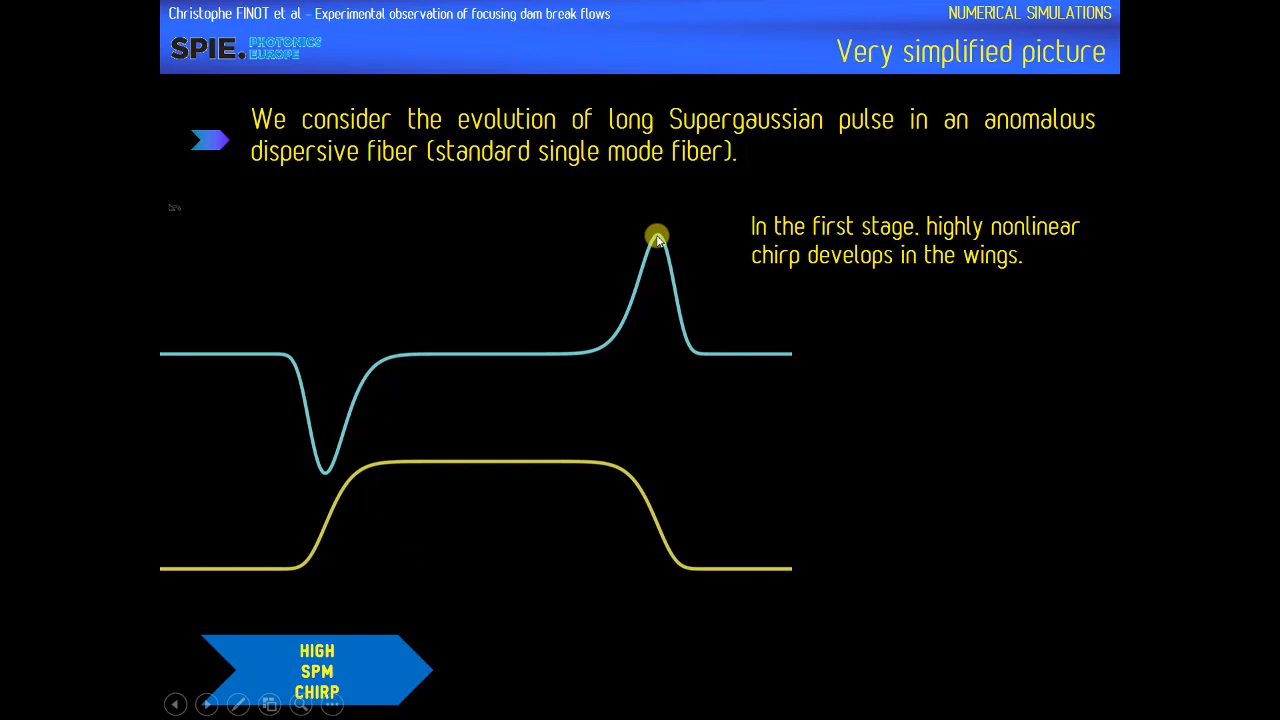 Christophe FINOT et al - Experimental observation of focusing dam break flows
NUMERICAL SIMULATIONS
SPIE. PHOTONICS
EUROPE
Very simplified picture
We consider the evolution of long Supergaussian pulse in an anomalous
dispersive fiber (standard single mode fiber).
In the first stage, highly nonlinear
chirp develops in the wings.
HIGH
SPM
CHIRP